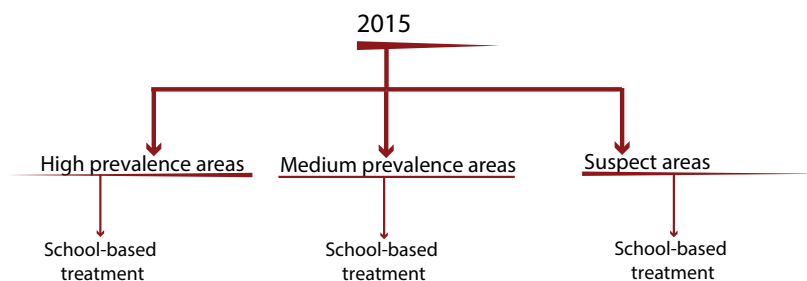 2015
High prevalence areas
Medium prevalence areas
Suspect areas
School-based
treatment
School-based
treatment
School-based
treatment